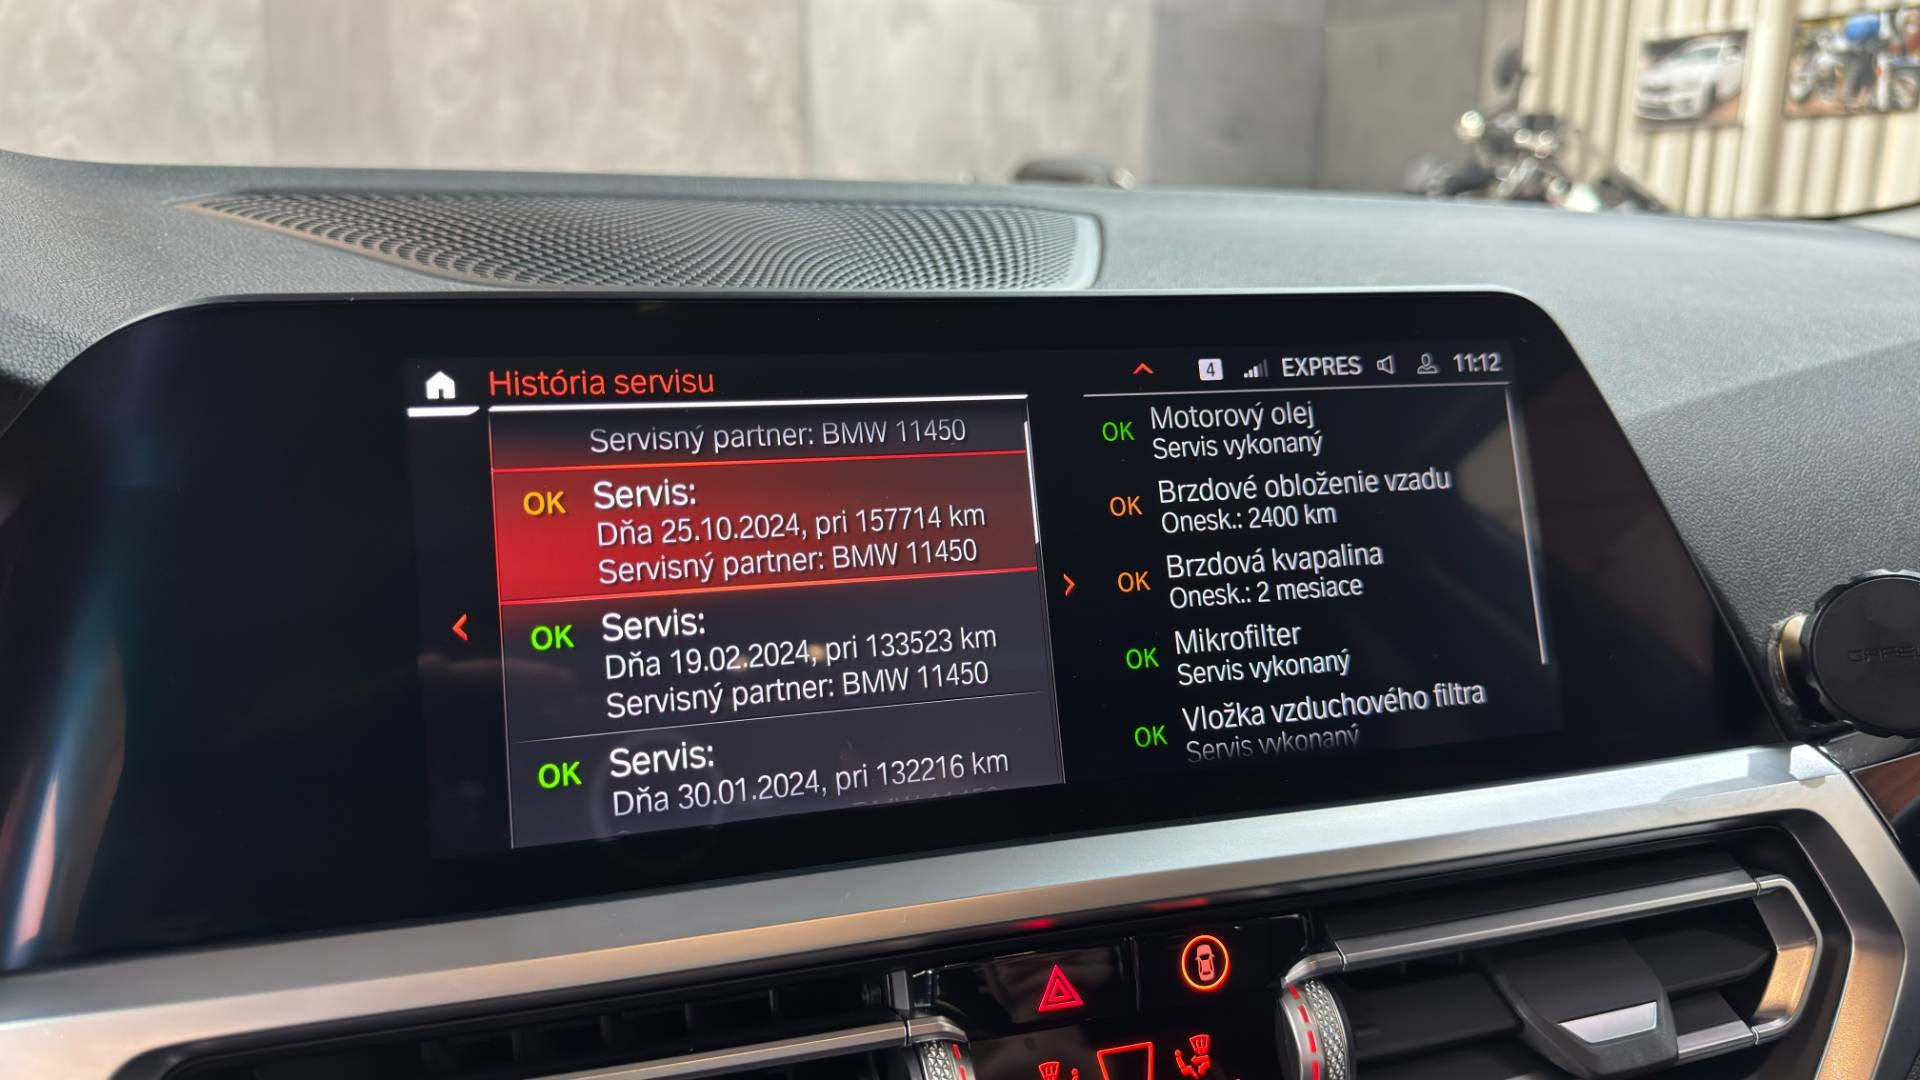 História servisu
4 EXPRES 11:12
Servisný partner: BMW 11450
OK Servis:
Dňa 25.10.2024, pri 157714 km
Servisný partner: BMW 11450
OK Servis:
Dňa 19.02.2024, pri 133523 km
Servisný partner: BMW 11450
OK Servis:
Dňa 30.01.2024, pri 132216 km
OK Motorový olej
Servis vykonaný
OK Brzdové obloženie vzadu
Onesk.: 2400 km
OK Brzdová kvapalina
Onesk.: 2 mesiace
OK Mikrofilter
Servis vykonaný
OK Vložka vzduchového filtra
Servis vykonaný